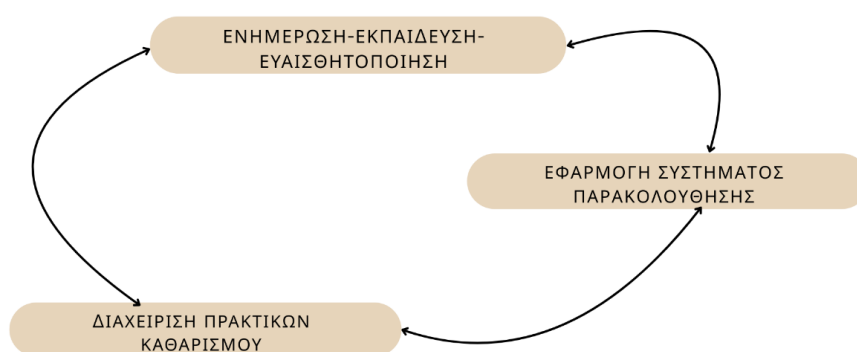 ΕΝΗΜΕΡΩΣΗ-ΕΚΠΑΙΔΕΥΣΗ-
ΕΥΑΙΣΘΗΤΟΠΟΙΗΣΗ
ΕΦΑΡΜΟΓΗ ΣΥΣΤΗΜΑΤΟΣ
ΠΑΡΑΚΟΛΟΥΘΗΣΗΣ
ΔΙΑΧΕΙΡΙΣΗ ΠΡΑΚΤΙΚΩΝ
ΚΑΘΑΡΙΣΜΟΥ